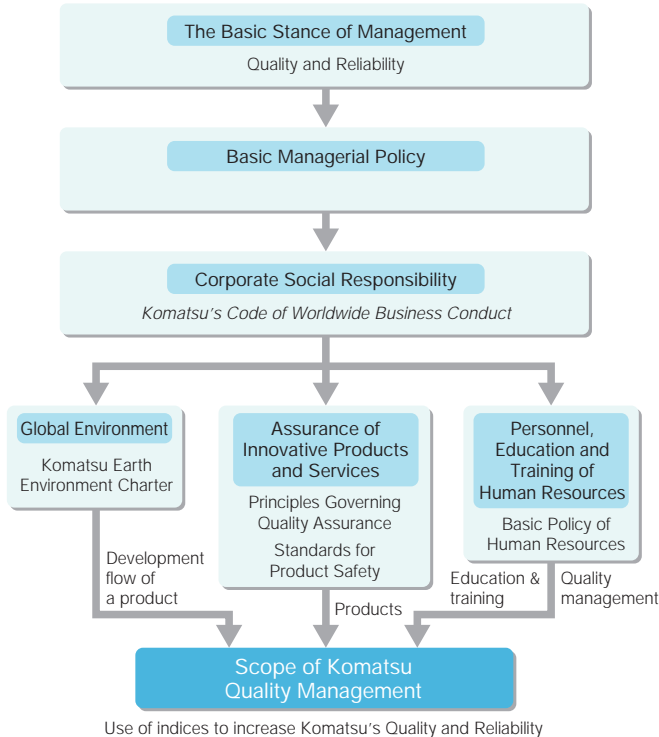 The Basic Stance of Management
Quality and Reliability
Basic Managerial Policy
Corporate Social Responsibility
Komatsu's Code of Worldwide Business Conduct
Global Environment
Komatsu Earth
Environment Charter
Assurance of
Innovative Products
and Services
Principles Governing
Quality Assurance
Standards for
Product Safety
Personnel,
Education and
Training of
Human Resources
Basic Policy of
Human Resources
Development
flow of
a product
Products
Education &
training
Quality
management
Scope of Komatsu
Quality Management
Use of indices to increase Komatsu's Quality and Reliability